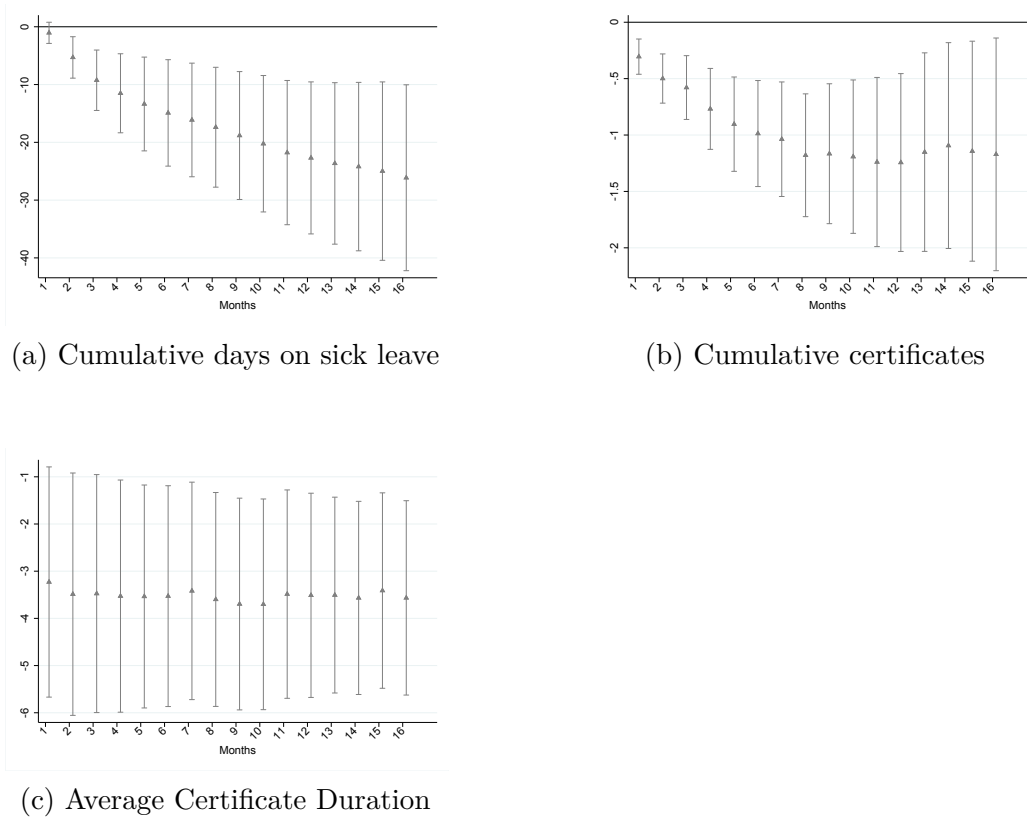 0
-10
-20
-30
-40
1 2 3 4 5 6 7 8 9 10 11 12 13 14 15 16
Months
(a) Cumulative days on sick leave
0
-.5
-1
-1.5
-2
1 2 3 4 5 6 7 8 9 10 11 12 13 14 15 16
Months
(b) Cumulative certificates
-1
-2
-3
-4
-5
-6
1 2 3 4 5 6 7 8 9 10 11 12 13 14 15 16
Months
(c) Average Certificate Duration